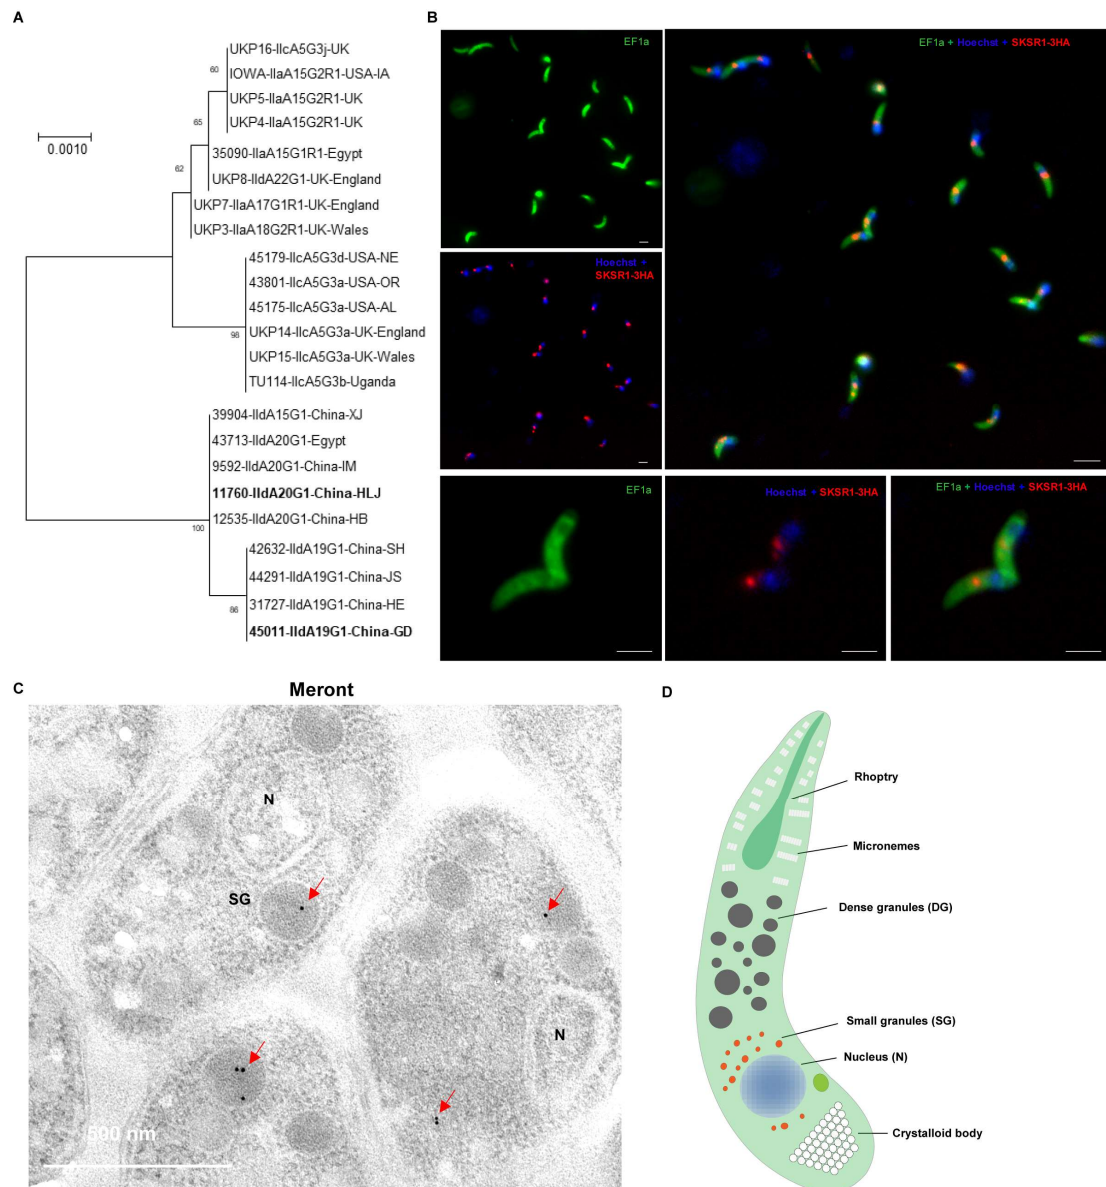 A
UKP16-IIcA5G3j-UK
IOWA-IIaA15G2R1-USA-IA
UKP5-IIaA15G2R1-UK
UKP4-IIaA15G2R1-UK
35090-IIaA15G1R1-Egypt
UKP8-IIdA22G1-UK-England
UKP7-IIaA17G1R1-UK-England
UKP3-IIaA18G2R1-UK-Wales
45179-IIcA5G3d-USA-NE
43801-IIcA5G3a-USA-OR
45175-IIcA5G3a-USA-AL
UKP14-IIcA5G3a-UK-England
UKP15-IIcA5G3a-UK-Wales
TU114-IIcA5G3b-Uganda
39904-IIdA15G1-China-XJ
43713-IIdA20G1-Egypt
9592-IIdA20G1-China-IM
11760-IIdA20G1-China-HLJ
12535-IIdA20G1-China-HB
42632-IIdA19G1-China-SH
44291-IIdA19G1-China-JS
31727-IIdA19G1-China-HE
45011-IIdA19G1-China-GD
60
65
62
98
100
86
0.0010
B
EF1a
EF1a + Hoechst + SKSR1-3HA
Hoechst +
SKSR1-3HA
EF1a
Hoechst + SKSR1-3HA
EF1a + Hoechst + SKSR1-3HA
C
Meront
N
SG
N
500 nm
D
Rhoptry
Micronemes
Dense granules (DG)
Small granules (SG)
Nucleus (N)
Crystalloid body